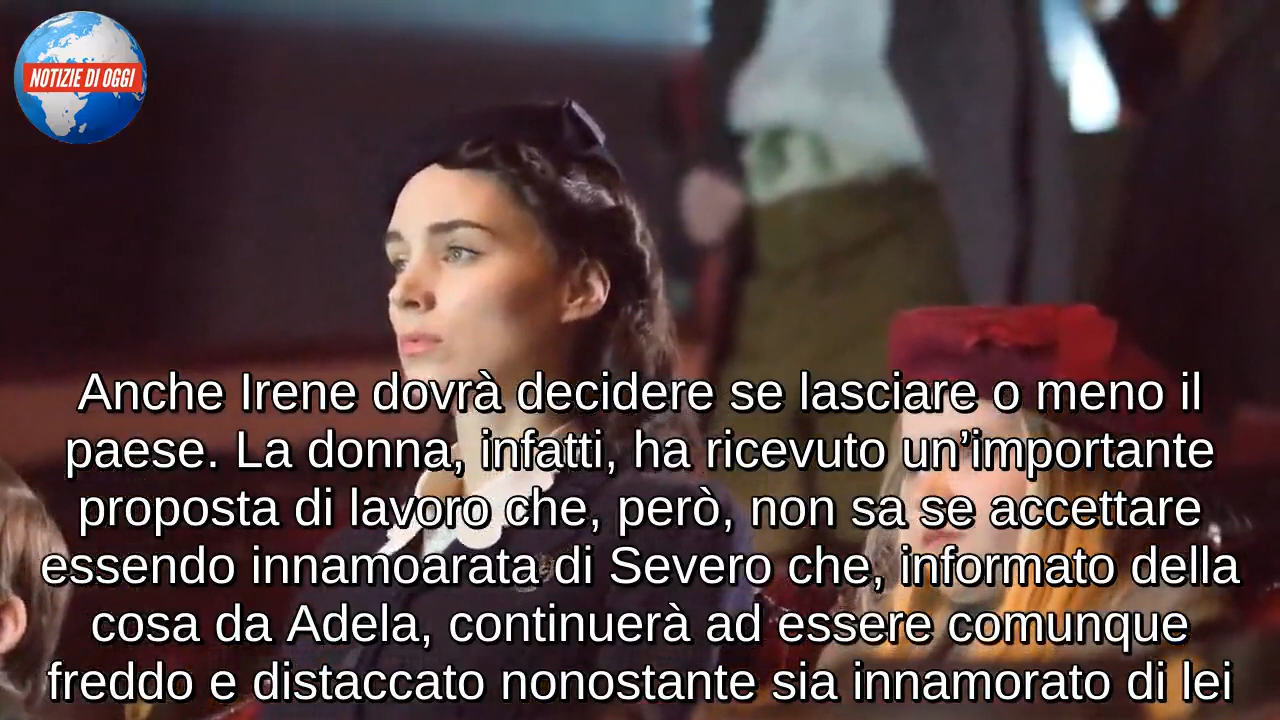 NOTIZIE DI OGGI
Anche Irene dovrà decidere se lasciare o meno il
paese. La donna, infatti, ha ricevuto un’importante
proposta di lavoro che, però, non sa se accettare
essendo innamoarata di Severo che, informato della
cosa da Adela, continuerà ad essere comunque
freddo e distaccato nonostante sia innamorato di lei